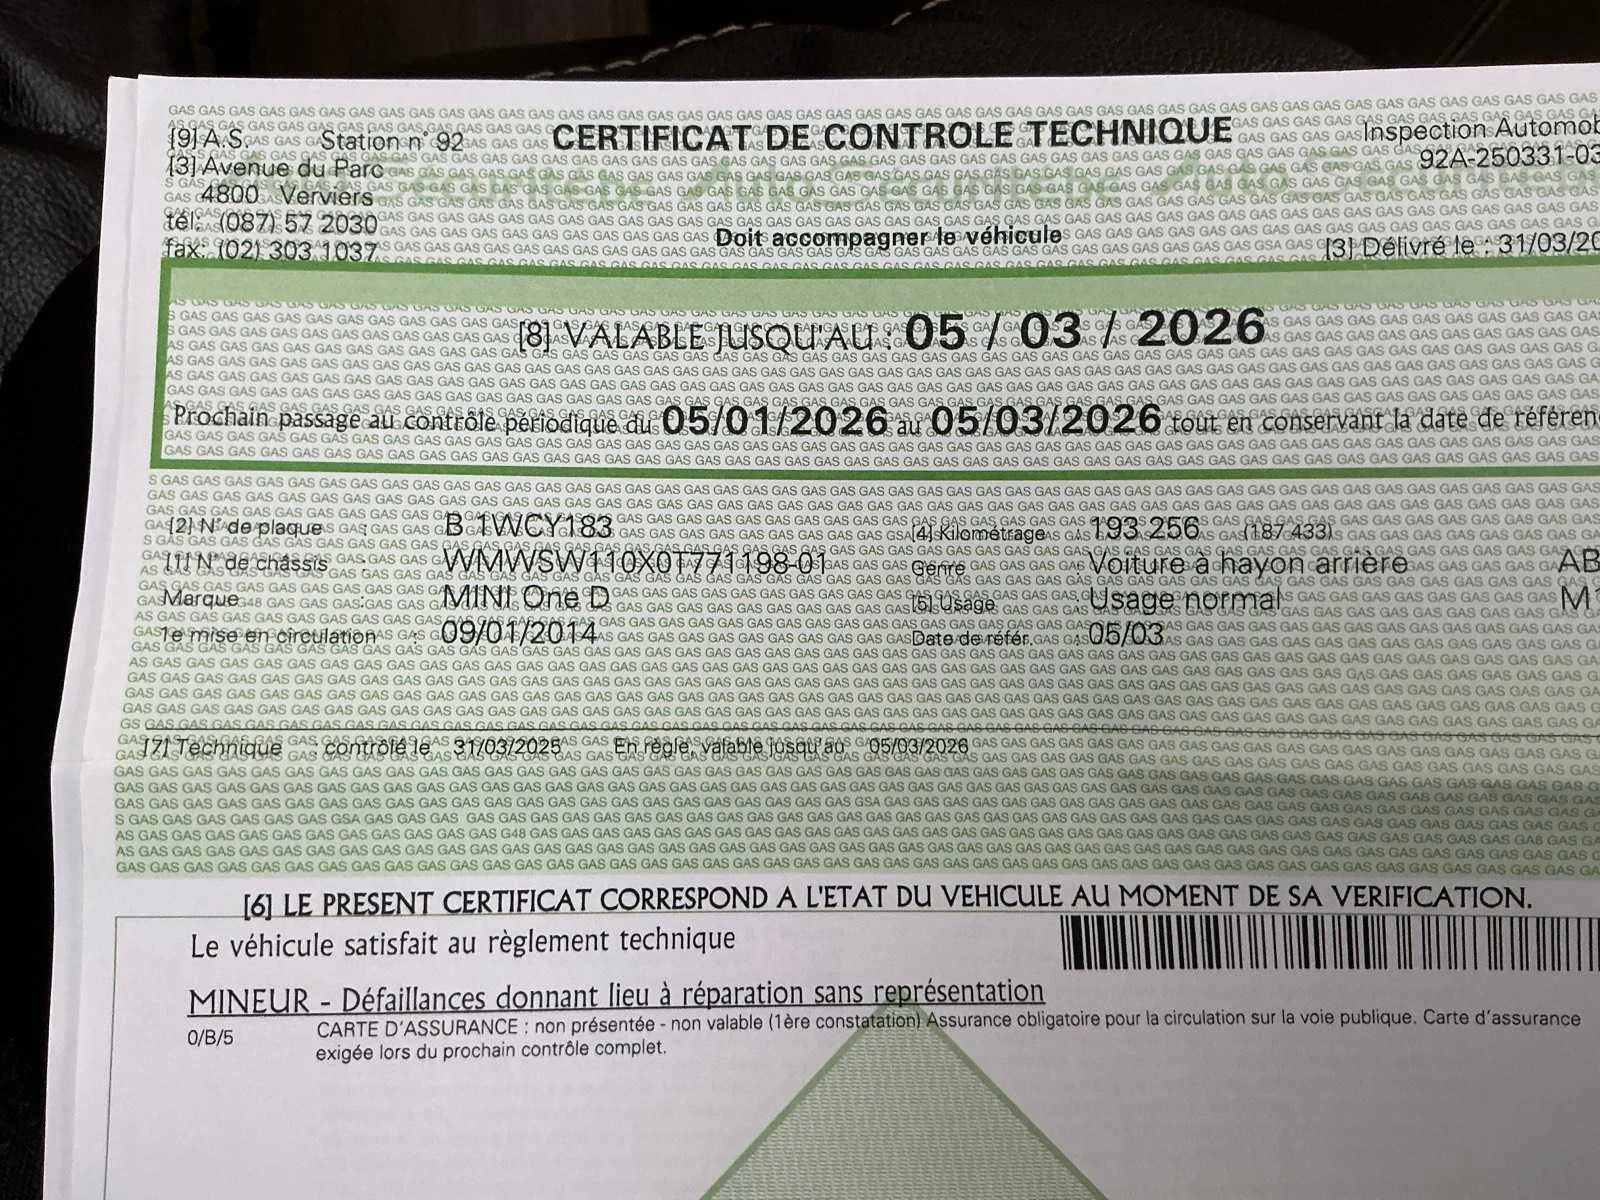 [9] A.S. Station n° 92 CERTIFICAT DE CONTROLE TECHNIQUE Inspection Automob
[3] Avenue du Parc 92A-250331-03
4800 Verviers
tél: (087) 57 2030
Doit accompagner le véhicule
fax: (02) 303 1037 [3] Délivré le : 31/03/20
[8] VALABLE JUSQU'AU : 05 / 03 / 2026
Prochain passage au contrôle périodique du 05/01/2026 au 05/03/2026 tout en conservant la date de référen
[2] N° de plaque : B 1WCY183 [4] Kilométrage : 193 256 (187 433)
[1] N° de châssis : WMWSW110X0T771198-01 Genre : Voiture à hayon arrière AB
Marque : MINI One D [5] Usage : Usage normal M1
1e mise en circulation : 09/01/2014 Date de référ. : 05/03
[7] Technique : contrôlé le 31/03/2025 En règle, valable jusqu'au 05/03/2026
[6] LE PRESENT CERTIFICAT CORRESPOND A L'ETAT DU VEHICULE AU MOMENT DE SA VERIFICATION.
Le véhicule satisfait au règlement technique
MINEUR - Défaillances donnant lieu à réparation sans représentation
0/B/5 CARTE D'ASSURANCE : non présentée - non valable (1ère constatation) Assurance obligatoire pour la circulation sur la voie publique. Carte d'assurance
exigée lors du prochain contrôle complet.